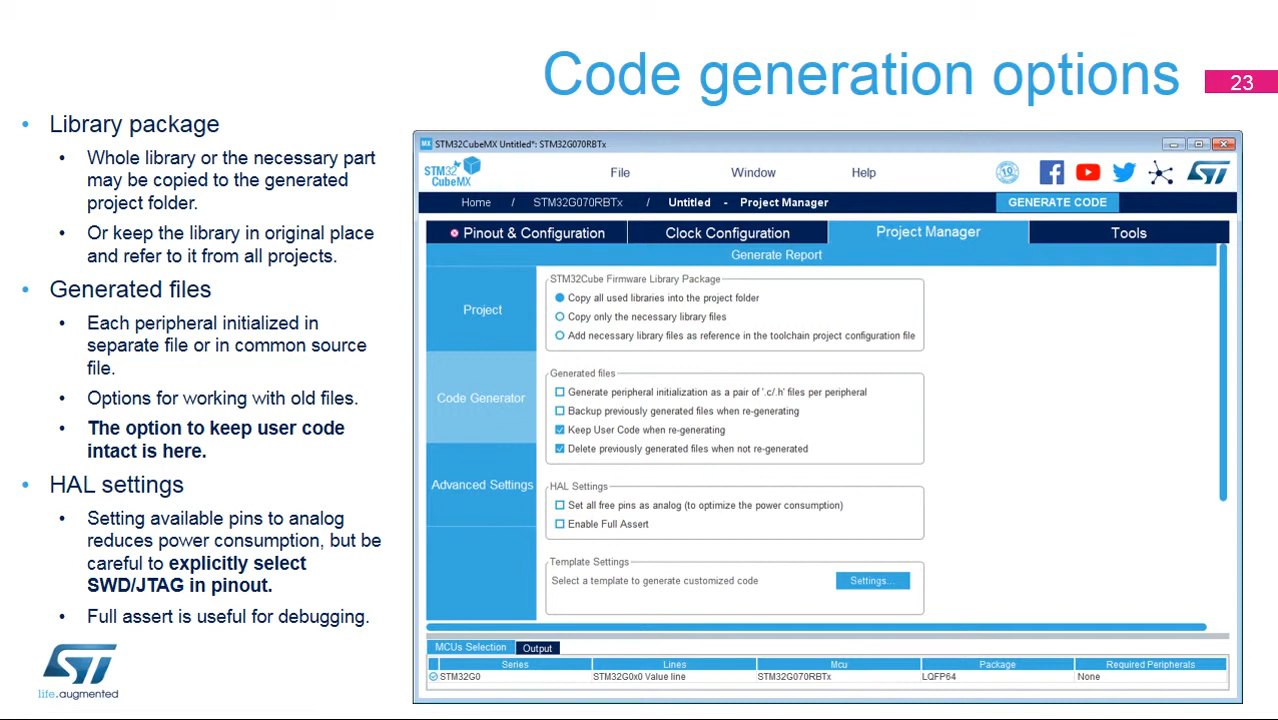 Code generation options
23
• Library package
• Whole library or the necessary part
may be copied to the generated
project folder.
• Or keep the library in original place
and refer to it from all projects.
• Generated files
• Each peripheral initialized in
separate file or in common source
file.
• Options for working with old files.
• The option to keep user code
intact is here.
• HAL settings
• Setting available pins to analog
reduces power consumption, but be
careful to explicitly select
SWD/JTAG in pinout.
• Full assert is useful for debugging.
ST
life.augmented
MX STM32CubeMX Untitled*: STM32G070RBTx
STM32
CubeMX
File Window Help
10
ST
Home / STM32G070RBTx / Untitled - Project Manager GENERATE CODE
Pinout & Configuration Clock Configuration Project Manager Tools
Generate Report
Project
Code Generator
Advanced Settings
STM32Cube Firmware Library Package
Copy all used libraries into the project folder
Copy only the necessary library files
Add necessary library files as reference in the toolchain project configuration file
Generated files
Generate peripheral initialization as a pair of '.c/.h' files per peripheral
Backup previously generated files when re-generating
Keep User Code when re-generating
Delete previously generated files when not re-generated
HAL Settings
Set all free pins as analog (to optimize the power consumption)
Enable Full Assert
Template Settings
Select a template to generate customized code Settings...
MCUs Selection Output
Series Lines Mcu Package Required Peripherals
STM32G0 STM32G0x0 Value line STM32G070RBTx LQFP64 None